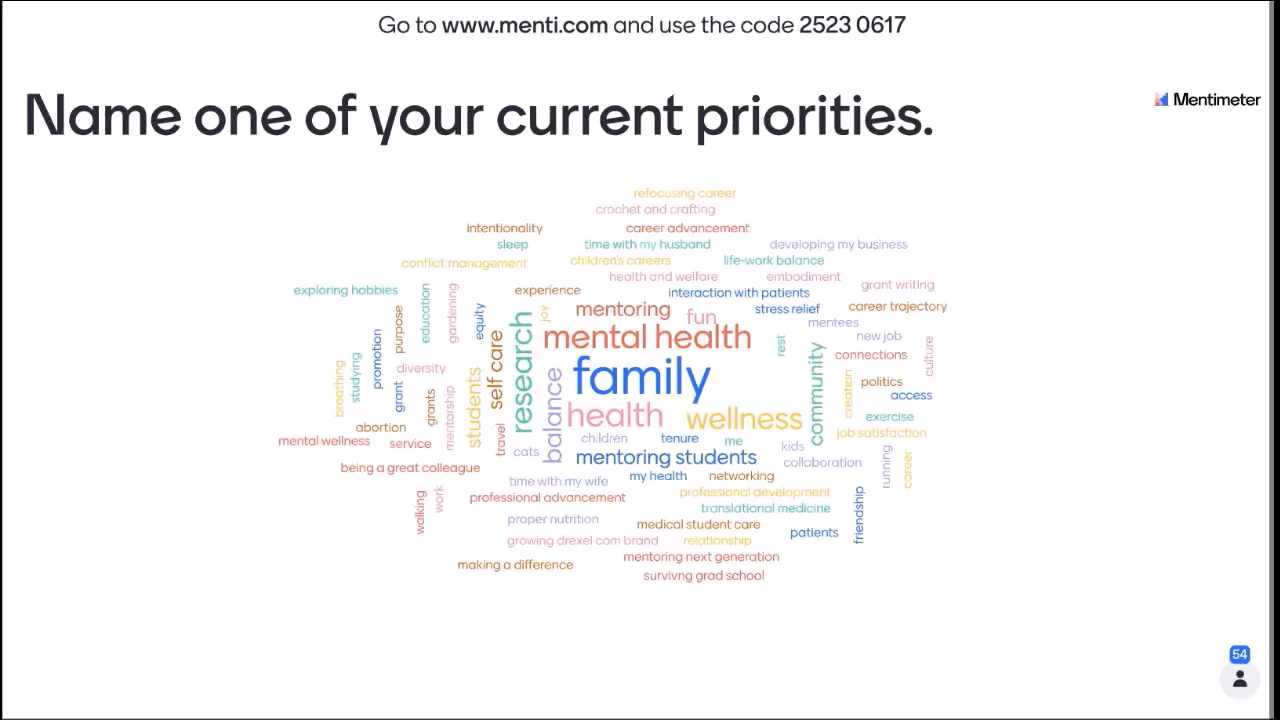 Go to www.menti.com and use the code 2523 0617
Name one of your current priorities.
Mentimeter
refocusing career
crochet and crafting
intentionality
career advancement
sleep
time with my husband
developing my business
conflict management
children's careers
life-work balance
health and welfare
embodiment
exploring hobbies
education
gardening
experience
interaction with patients
grant writing
purpose
equity
joy
mentoring
fun
stress relief
career trajectory
mentees
promotion
self care
research
mental health
rest
new job
connections
culture
breathing
studying
diversity
family
community
creation
politics
access
grant
grants
mentorship
students
balance
health
wellness
exercise
abortion
job satisfaction
mental wellness
service
travel
cats
children
tenure
me
kids
mentoring students
collaboration
running
career
being a great colleague
my health
networking
time with my wife
walking
work
professional advancement
professional development
translational medicine
friendship
proper nutrition
medical student care
patients
growing drexel com brand
relationship
making a difference
mentoring next generation
survivng grad school
54